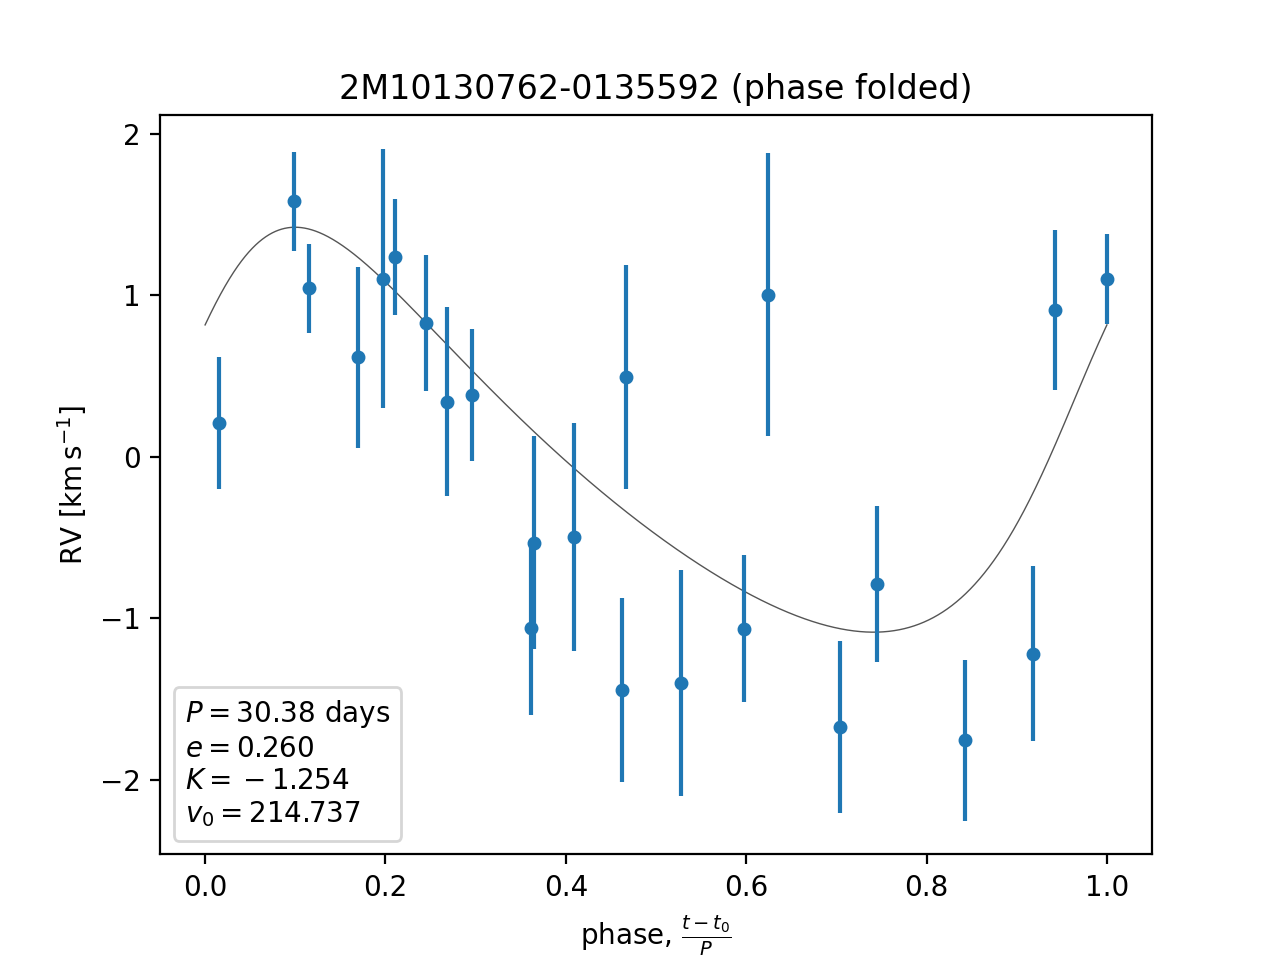 2M10130762-0135592 (phase folded)
2
1
0
−1
−2
RV [km s⁻¹]
P = 30.38 days
e = 0.260
K = −1.254
v₀ = 214.737
0.0 0.2 0.4 0.6 0.8 1.0
phase, (t − t₀)/P